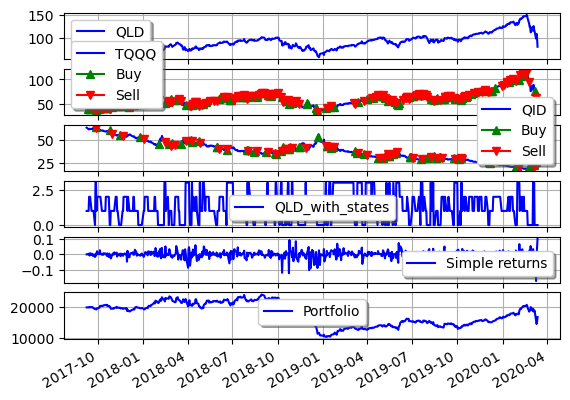 150
100
QLD
TQQQ
Buy
Sell
100
50
QID
Buy
Sell
50
25
2.5
0.0
QLD_with_states
0.1
0.0
−0.1
Simple returns
20000
10000
Portfolio
2017-10
2018-01
2018-04
2018-07
2018-10
2019-01
2019-04
2019-07
2019-10
2020-01
2020-04